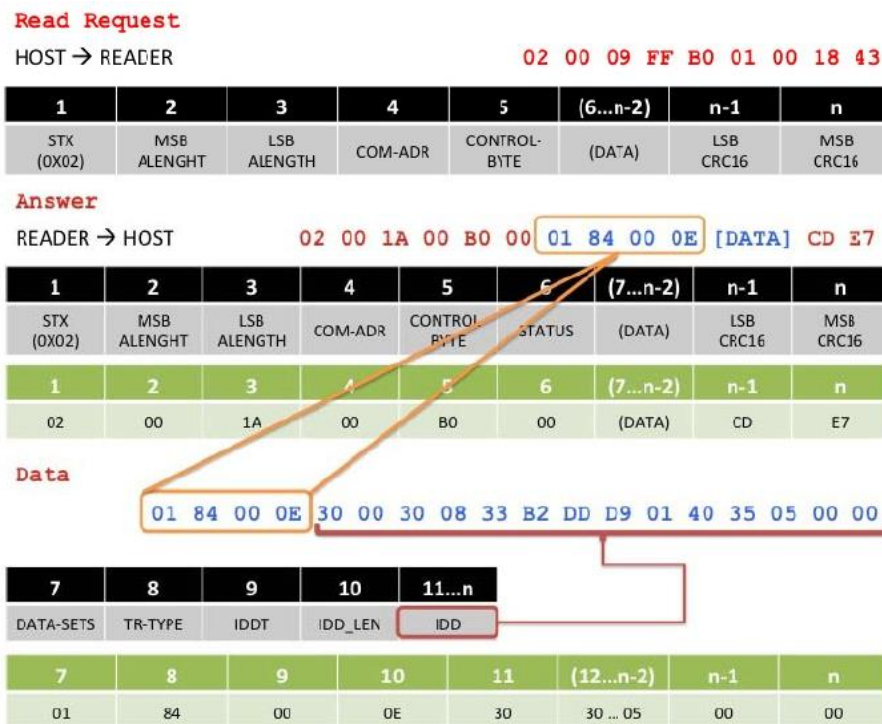 Read Request
HOST → READER 02 00 09 FF B0 01 00 18 43
1 2 3 4 5 (6...n-2) n-1 n
STX (0X02) MSB ALENGHT LSB ALENGTH COM-ADR CONTROL-BYTE (DATA) LSB CRC16 MSB CRC16
Answer
READER → HOST 02 00 1A 00 B0 00 01 84 00 0E [DATA] CD E7
1 2 3 4 5 6 (7...n-2) n-1 n
STX (0X02) MSB ALENGHT LSB ALENGTH COM-ADR CONTROL BYTE STATUS (DATA) LSB CRC16 MSB CRC16
1 2 3 4 5 6 (7...n-2) n-1 n
02 00 1A 00 B0 00 (DATA) CD E7
Data
01 84 00 0E 30 00 30 08 33 B2 DD D9 01 40 35 05 00 00
7 8 9 10 11...n
DATA-SETS TR-TYPE IDDT IDD_LEN IDD
7 8 9 10 11 (12...n-2) n-1 n
01 84 00 0E 30 30 ... 05 00 00